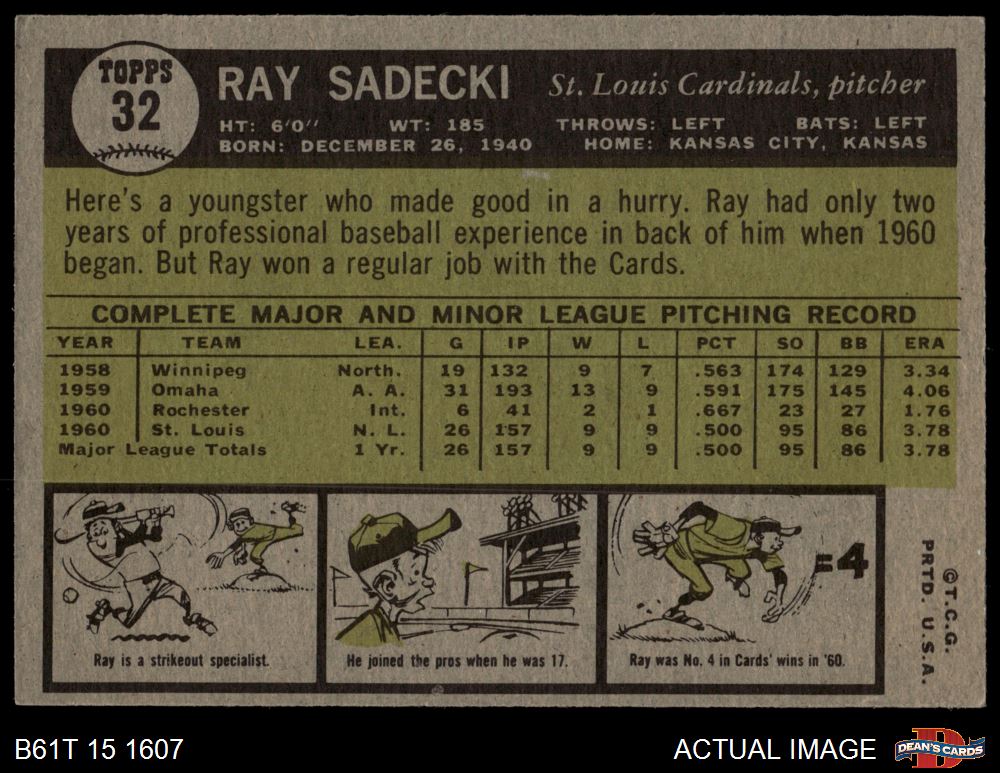 TOPPS
32
RAY SADECKI St. Louis Cardinals, pitcher
HT: 6'0'' WT: 185 THROWS: LEFT BATS: LEFT
BORN: DECEMBER 26, 1940 HOME: KANSAS CITY, KANSAS
Here's a youngster who made good in a hurry. Ray had only two
years of professional baseball experience in back of him when 1960
began. But Ray won a regular job with the Cards.
COMPLETE MAJOR AND MINOR LEAGUE PITCHING RECORD
YEAR TEAM LEA. G IP W L PCT SO BB ERA
1958 Winnipeg North. 19 132 9 7 .563 174 129 3.34
1959 Omaha A. A. 31 193 13 9 .591 175 145 4.06
1960 Rochester Int. 6 41 2 1 .667 23 27 1.76
1960 St. Louis N. L. 26 157 9 9 .500 95 86 3.78
Major League Totals 1 Yr. 26 157 9 9 .500 95 86 3.78
=4
Ray is a strikeout specialist.
He joined the pros when he was 17.
Ray was No. 4 in Cards' wins in '60.
©T.C.G.
PRTD. U.S.A.
B61T 15 1607
ACTUAL IMAGE
D
DEAN'S CARDS